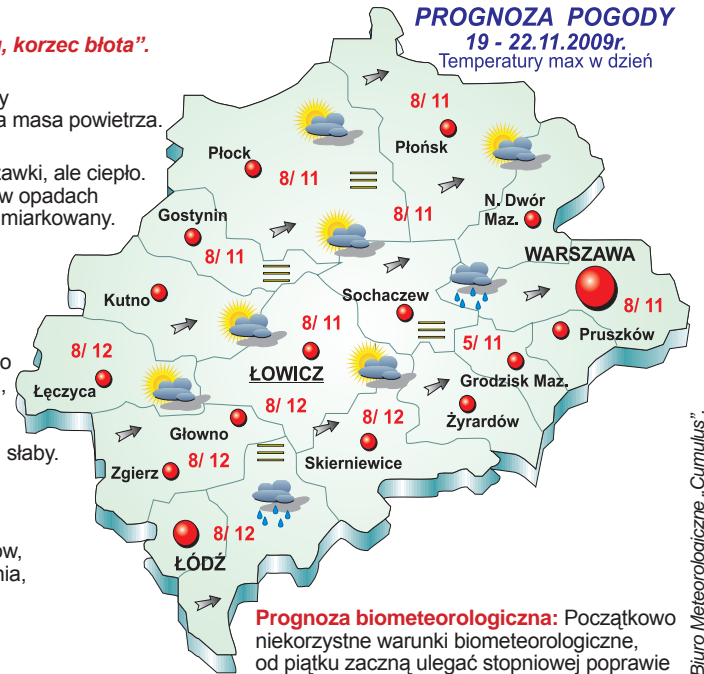 PROGNOZA POGODY
19 - 22.11.2009r.
Temperatury max w dzień
, korzec błota”.
y
a masa powietrza.
zawki, ale ciepło.
w opadach
miarkowany.
o
,
słaby.
ów,
nia,
8/ 11
Płońsk
Płock
8/ 11
N. Dwór
Maz.
8/ 11
Gostynin
8/ 11
WARSZAWA
8/ 11
Kutno
Sochaczew
8/ 11
ŁOWICZ
5/ 11
Pruszków
8/ 12
Łęczyca
Grodzisk Maz.
Żyrardów
8/ 12
8/ 12
Głowno
Skierniewice
Zgierz
8/ 12
8/ 12
ŁÓDŹ
Prognoza biometeorologiczna: Początkowo
niekorzystne warunki biometeorologiczne,
od piątku zaczną ulegać stopniowej poprawie
Biuro Meteorologiczne „Cumulus”.